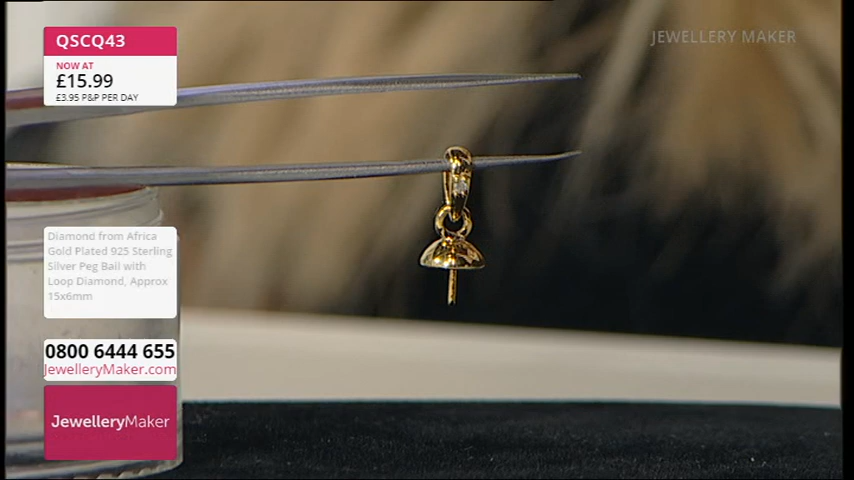 QSCQ43
NOW AT
£15.99
£3.95 P&P PER DAY
JEWELLERY MAKER
Diamond from Africa
Gold Plated 925 Sterling
Silver Peg Bail with
Loop Diamond, Approx
15x6mm
0800 6444 655
JewelleryMaker.com
JewelleryMaker